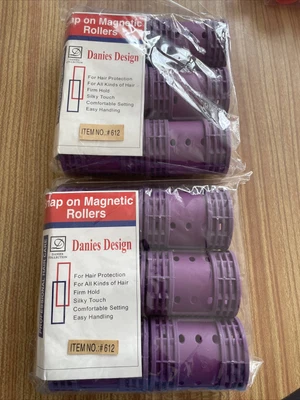 ap on Magnetic
Rollers
Danies Design
For Hair Protection
For All Kinds of Hair
Firm Hold
Silky Touch
Comfortable Setting
Easy Handling
ITEM NO.: # 612
ap on Magnetic
Rollers
Danies Design
For Hair Protection
For All Kinds of Hair
Firm Hold
Silky Touch
Comfortable Setting
Easy Handling
ITEM NO.: # 612